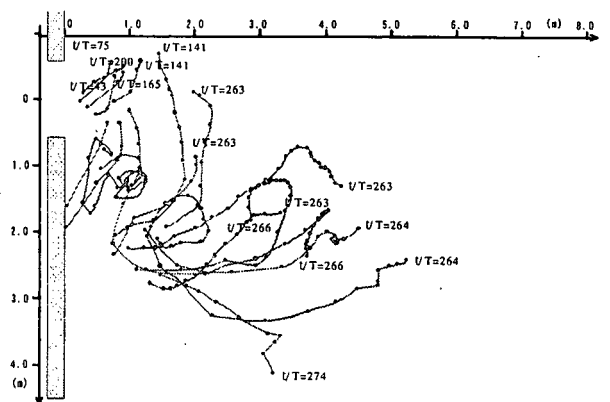 0 1.0 2.0 3.0 4.0 5.0 (m) 6.0 7.0 8.0
t/T=75 t/T=141
t/T=200 t/T=141
t/T=43 t/T=165 t/T=263
0
t/T=263
1.0
t/T=263
t/T=263
2.0 t/T=266 t/T=264
t/T=266 t/T=264
3.0
4.0
(m) t/T=274